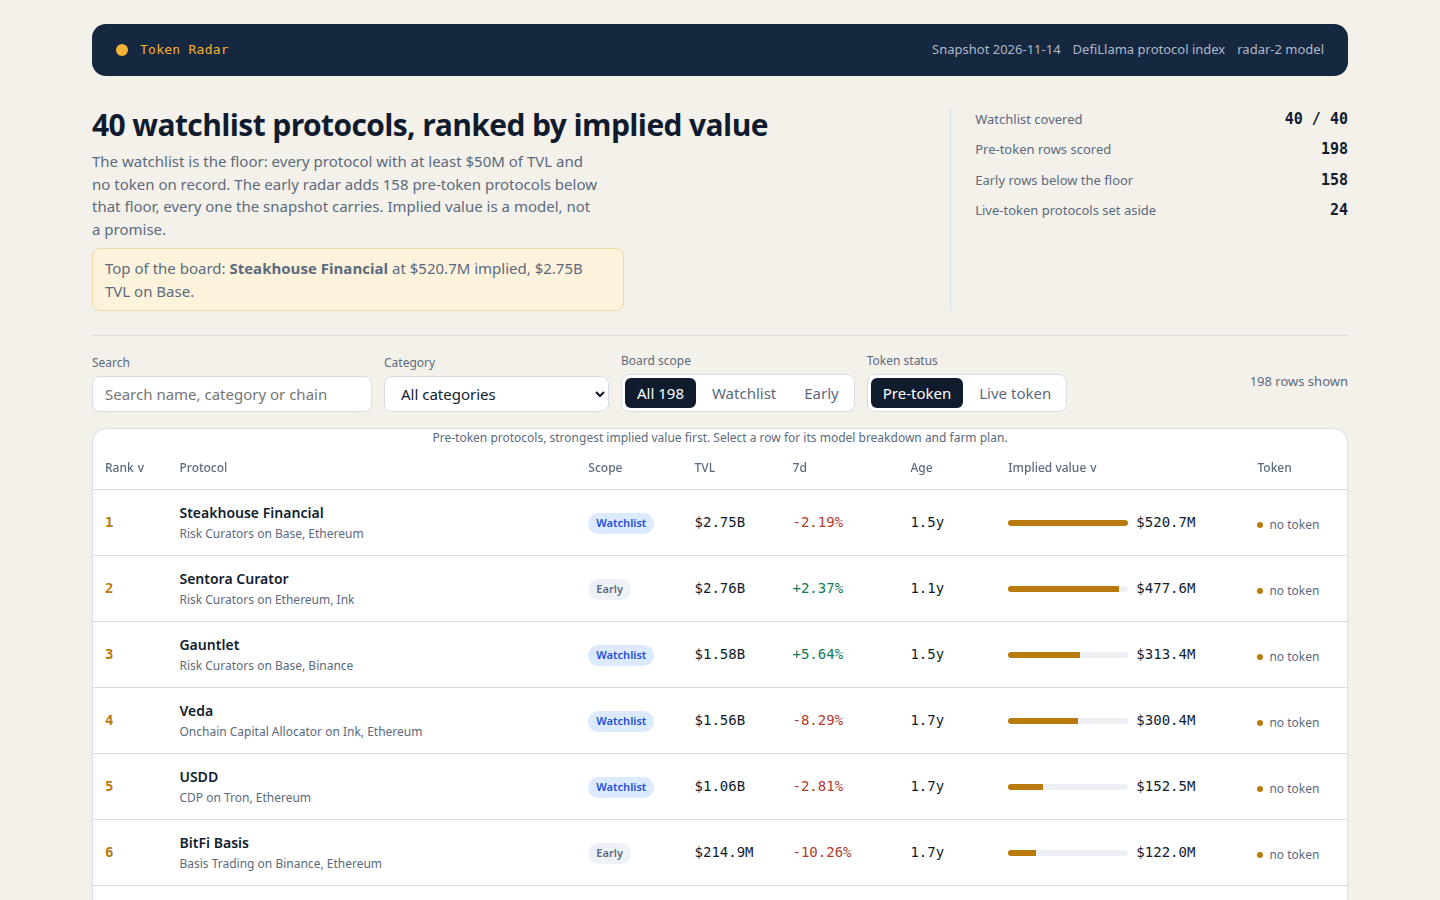 Token Radar
Snapshot 2026-11-14 DefiLlama protocol index radar-2 model
40 watchlist protocols, ranked by implied value
The watchlist is the floor: every protocol with at least $50M of TVL and
no token on record. The early radar adds 158 pre-token protocols below
that floor, every one the snapshot carries. Implied value is a model, not
a promise.
Top of the board: Steakhouse Financial at $520.7M implied, $2.75B
TVL on Base.
Watchlist covered 40 / 40
Pre-token rows scored 198
Early rows below the floor 158
Live-token protocols set aside 24
Search
Search name, category or chain
Category
All categories
Board scope
All 198 Watchlist Early
Token status
Pre-token Live token
198 rows shown
Pre-token protocols, strongest implied value first. Select a row for its model breakdown and farm plan.
Rank v Protocol Scope TVL 7d Age Implied value v Token
1 Steakhouse Financial Watchlist $2.75B -2.19% 1.5y $520.7M no token
Risk Curators on Base, Ethereum
2 Sentora Curator Early $2.76B +2.37% 1.1y $477.6M no token
Risk Curators on Ethereum, Ink
3 Gauntlet Watchlist $1.58B +5.64% 1.5y $313.4M no token
Risk Curators on Base, Binance
4 Veda Watchlist $1.56B -8.29% 1.7y $300.4M no token
Onchain Capital Allocator on Ink, Ethereum
5 USDD Watchlist $1.06B -2.81% 1.7y $152.5M no token
CDP on Tron, Ethereum
6 BitFi Basis Early $214.9M -10.26% 1.7y $122.0M no token
Basis Trading on Binance, Ethereum